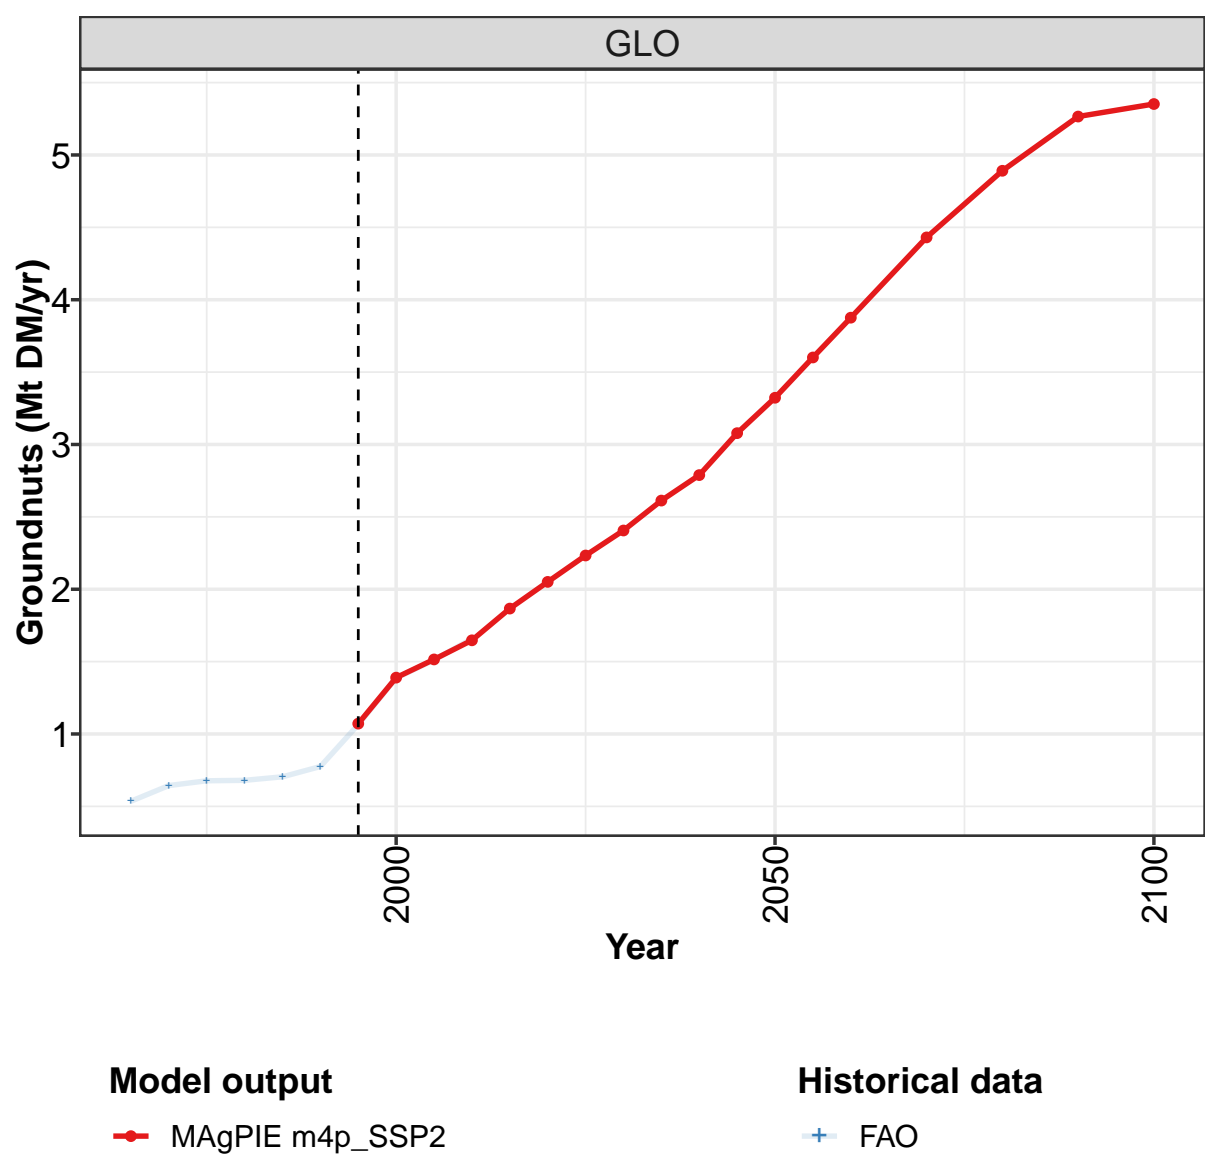 GLO
Groundnuts (Mt DM/yr)
5
4
3
2
1
2000
2050
2100
Year
Model output
MAgPIE m4p_SSP2
Historical data
FAO